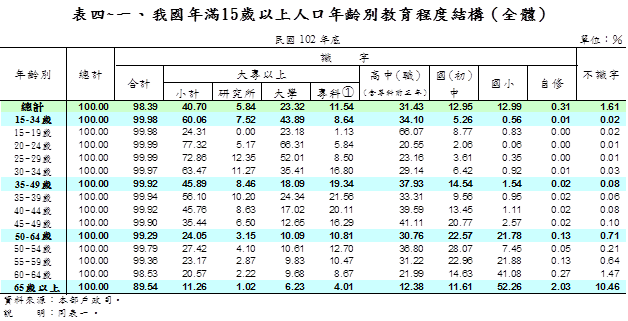 表四~一、我國年滿15歲以上人口年齡別教育程度結構（全體）
民國 102 年底 單位：%
年齡別 總計 識字 不識字
合計 大專以上 高中(職) (含專科前三年) 國(初)中 國小 自修
小計 研究所 大學 專科①
總計 100.00 98.39 40.70 5.84 23.32 11.54 31.43 12.95 12.99 0.31 1.61
15-34歲 100.00 99.98 60.06 7.52 43.89 8.64 34.10 5.26 0.56 0.01 0.02
15-19歲 100.00 99.98 24.31 0.00 23.18 1.13 66.07 8.77 0.83 0.00 0.02
20-24歲 100.00 99.99 77.32 5.17 66.31 5.84 20.55 2.06 0.06 0.00 0.01
25-29歲 100.00 99.99 72.86 12.35 52.01 8.50 23.16 3.61 0.35 0.00 0.01
30-34歲 100.00 99.97 63.47 11.27 35.41 16.80 29.14 6.42 0.92 0.01 0.03
35-49歲 100.00 99.92 45.89 8.46 18.09 19.34 37.93 14.54 1.54 0.02 0.08
35-39歲 100.00 99.94 56.10 10.20 24.34 21.56 33.31 9.56 0.95 0.02 0.06
40-44歲 100.00 99.92 45.76 8.63 17.02 20.11 39.59 13.45 1.11 0.02 0.08
45-49歲 100.00 99.90 35.44 6.50 12.65 16.29 41.11 20.77 2.57 0.02 0.10
50-64歲 100.00 99.29 24.05 3.15 10.09 10.81 30.76 22.57 21.78 0.13 0.71
50-54歲 100.00 99.79 27.42 4.10 10.61 12.70 36.80 28.07 7.45 0.05 0.21
55-59歲 100.00 99.36 23.17 2.87 9.83 10.47 31.22 22.96 21.88 0.13 0.64
60-64歲 100.00 98.53 20.57 2.22 9.68 8.67 21.99 14.63 41.08 0.27 1.47
65歲以上 100.00 89.54 11.26 1.02 6.23 4.01 12.38 11.61 52.26 2.03 10.46
資料來源：本部戶政司。
說　　明：同表一。